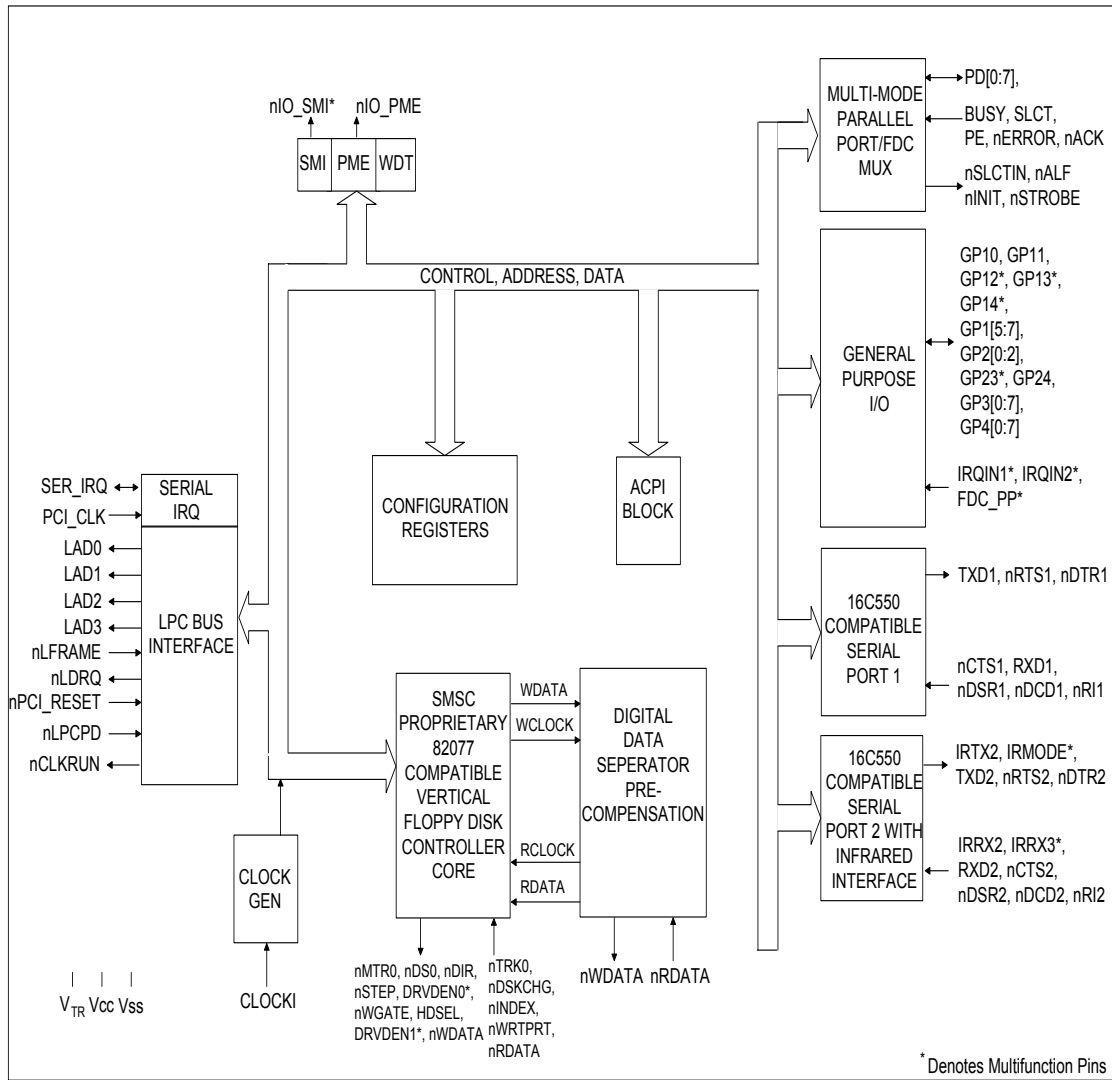 nIO_SMI* nIO_PME
SMI PME WDT
CONTROL, ADDRESS, DATA
MULTI-MODE
PARALLEL
PORT/FDC
MUX
PD[0:7],
BUSY, SLCT,
PE, nERROR, nACK
nSLCTIN, nALF
nINIT, nSTROBE
GENERAL
PURPOSE
I/O
GP10, GP11,
GP12*, GP13*,
GP14*,
GP1[5:7],
GP2[0:2],
GP23*, GP24,
GP3[0:7],
GP4[0:7]
IRQIN1*, IRQIN2*,
FDC_PP*
SER_IRQ
PCI_CLK
SERIAL
IRQ
LAD0
LAD1
LAD2
LAD3
nLFRAME
nLDRQ
nPCI_RESET
nLPCPD
nCLKRUN
LPC BUS
INTERFACE
CONFIGURATION
REGISTERS
ACPI
BLOCK
16C550
COMPATIBLE
SERIAL
PORT 1
TXD1, nRTS1, nDTR1
nCTS1, RXD1,
nDSR1, nDCD1, nRI1
SMSC
PROPRIETARY
82077
COMPATIBLE
VERTICAL
FLOPPY DISK
CONTROLLER
CORE
WDATA
WCLOCK
RCLOCK
RDATA
DIGITAL
DATA
SEPERATOR
PRE-
COMPENSATION
16C550
COMPATIBLE
SERIAL
PORT 2 WITH
INFRARED
INTERFACE
IRTX2, IRMODE*,
TXD2, nRTS2, nDTR2
IRRX2, IRRX3*,
RXD2, nCTS2,
nDSR2, nDCD2, nRI2
CLOCK
GEN
CLOCKI
nMTR0, nDS0, nDIR,
nSTEP, DRVDEN0*,
nWGATE, HDSEL,
DRVDEN1*, nWDATA
nTRK0,
nDSKCHG,
nINDEX,
nWRTPRT,
nRDATA
nWDATA nRDATA
VTR Vcc Vss
* Denotes Multifunction Pins